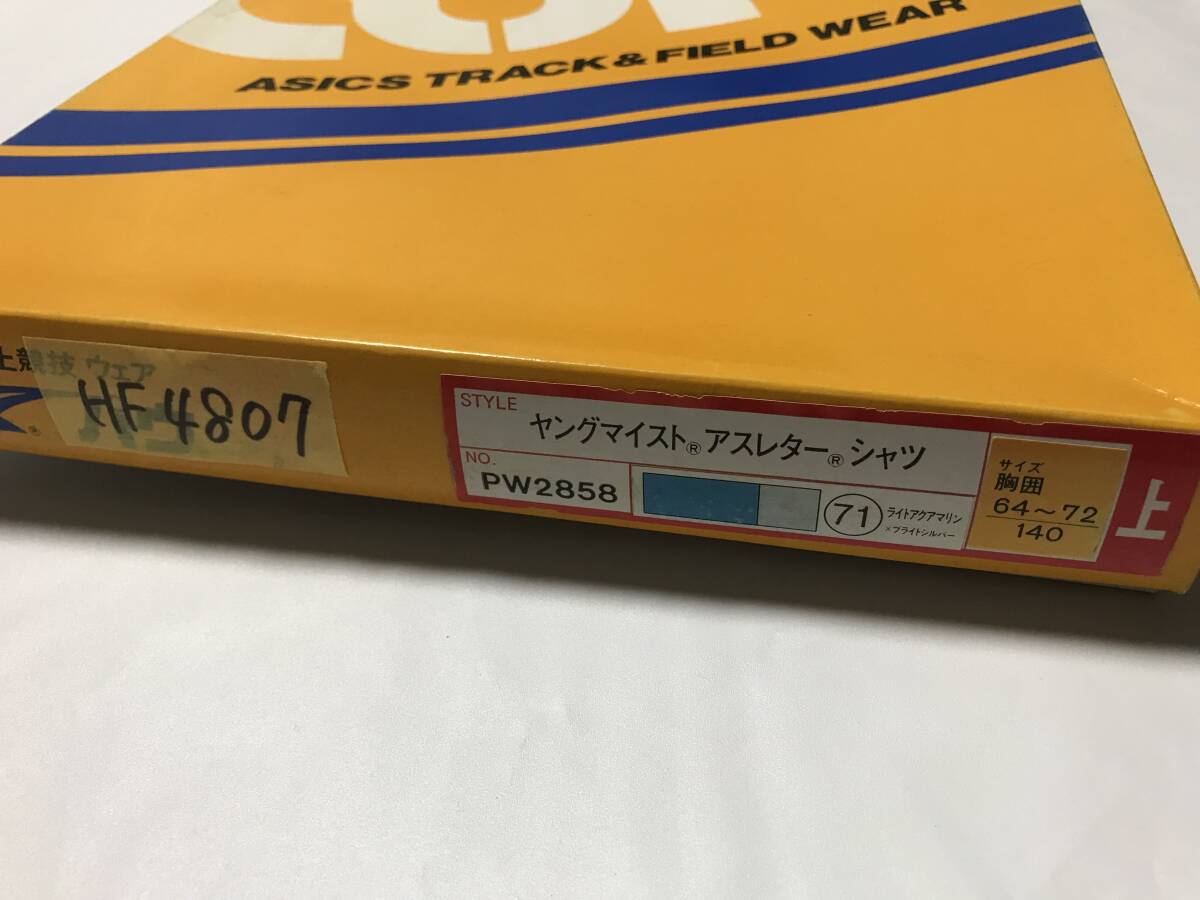 ASICS TRACK & FIELD WEAR
上競技 ウェア
HF4807
STYLE
ヤングマイスト® アスレター® シャツ
NO.
PW2858
71
ライトアクアマリン
×ブライトシルバー
サイズ
胸囲
64～72
140
上